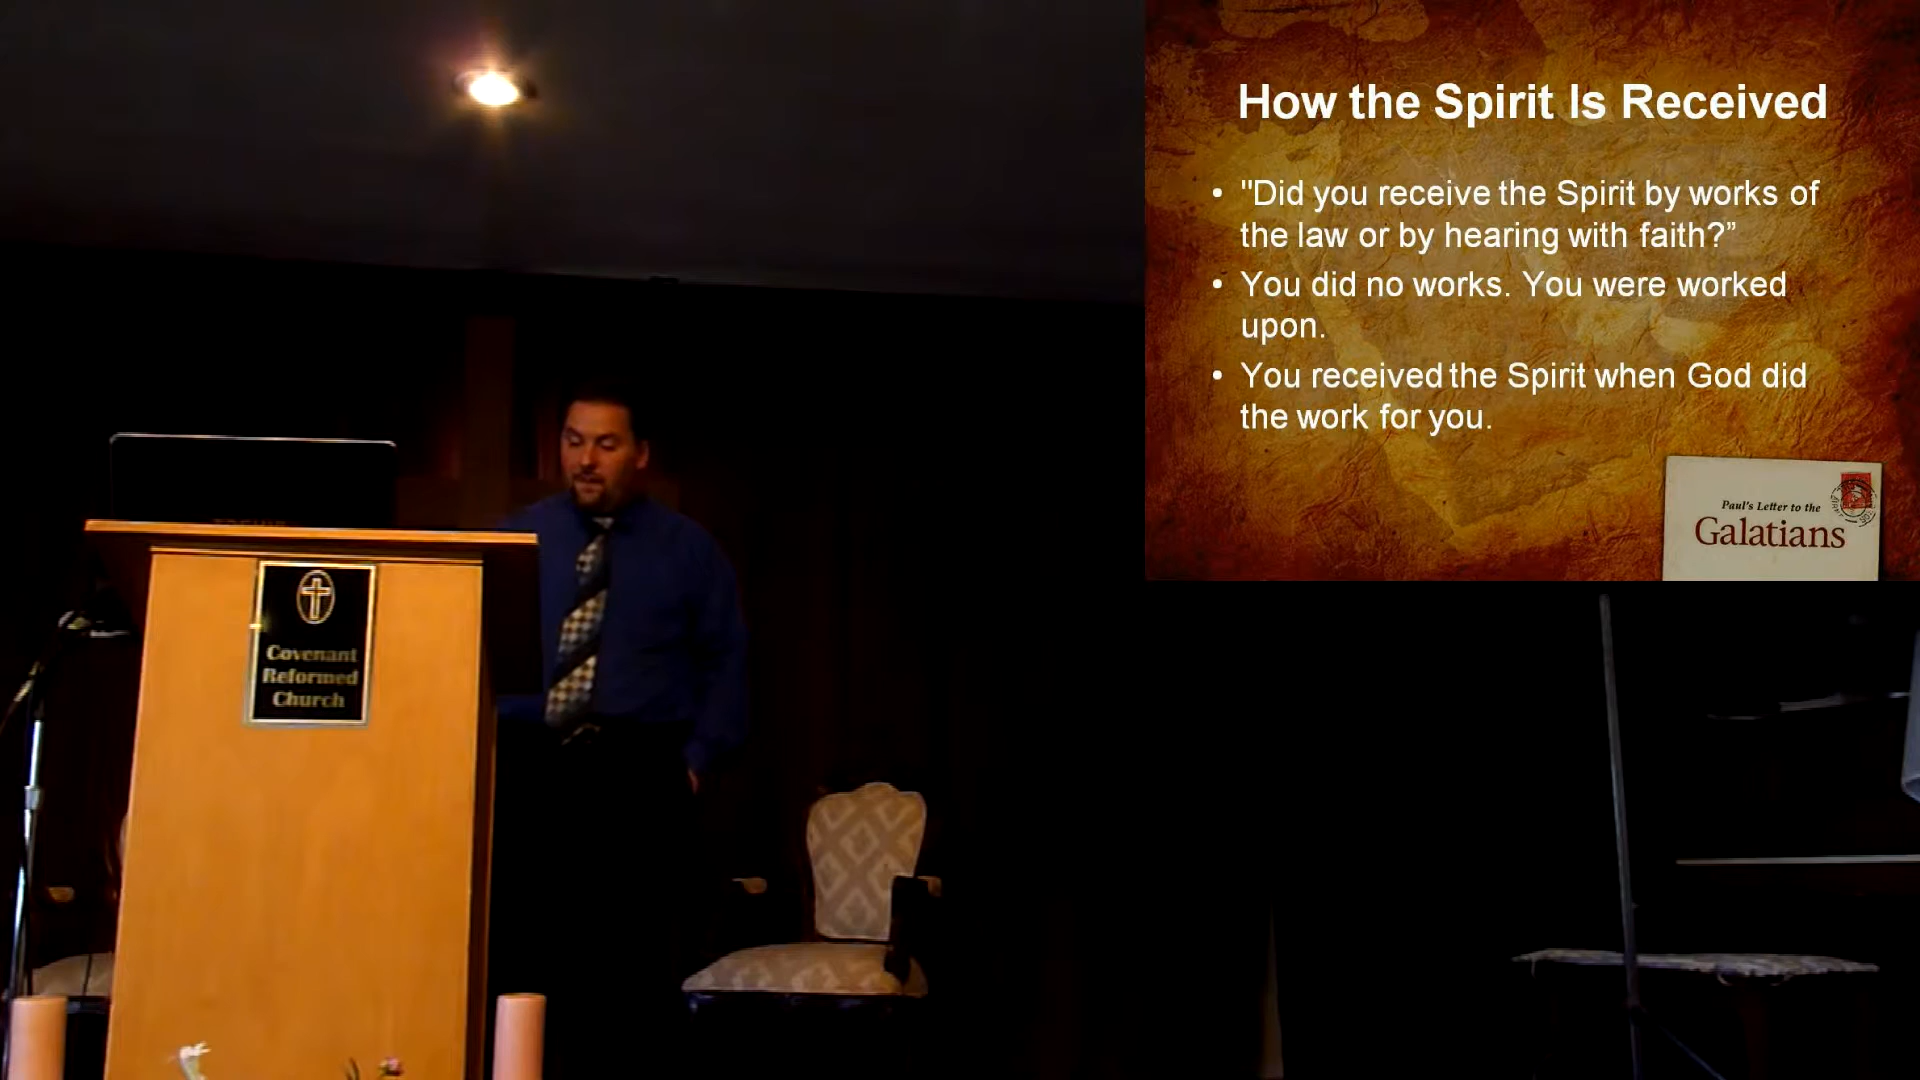 How the Spirit Is Received
• "Did you receive the Spirit by works of
the law or by hearing with faith?”
• You did no works. You were worked
upon.
• You received the Spirit when God did
the work for you.
Paul's Letter to the
Galatians
Covenant
Reformed
Church